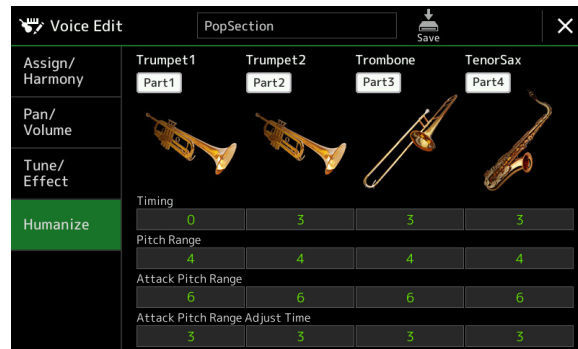 Voice Edit
PopSection
Save
Assign/
Harmony
Pan/
Volume
Tune/
Effect
Humanize
Trumpet1 Trumpet2 Trombone TenorSax
Part1 Part2 Part3 Part4
Timing
0 3 3 3
Pitch Range
4 4 4 4
Attack Pitch Range
6 6 6 6
Attack Pitch Range Adjust Time
3 3 3 3